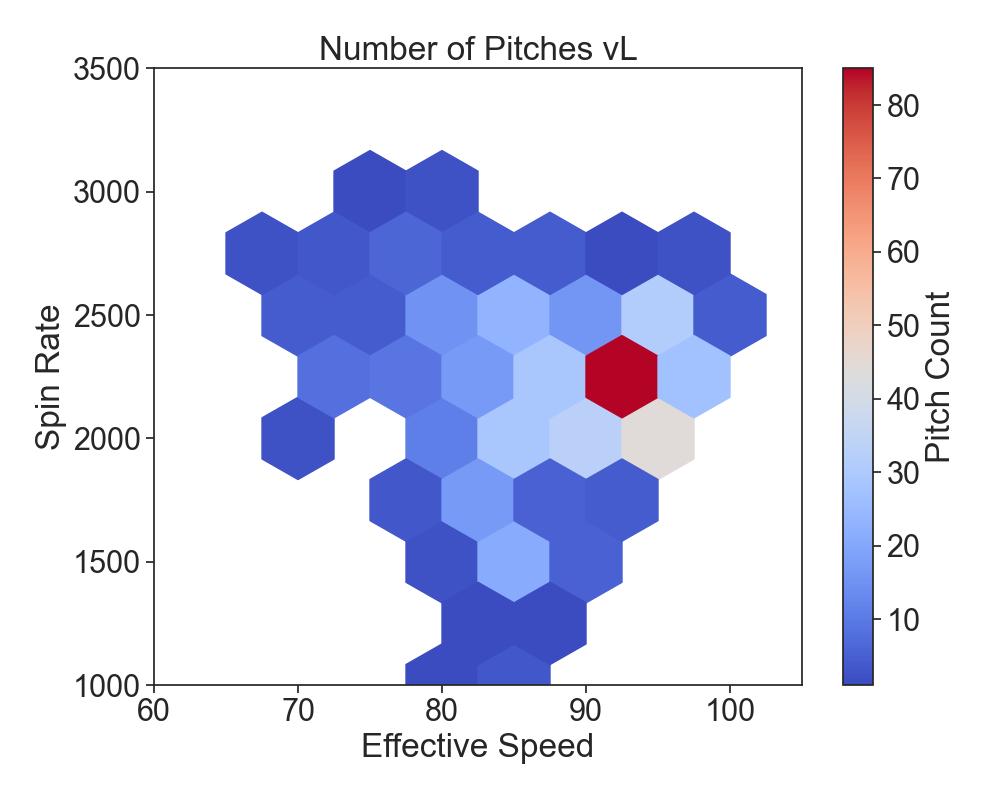 Number of Pitches vL
3500
3000
2500
2000
1500
1000
Spin Rate
60 70 80 90 100
Effective Speed
80
70
60
50
40
30
20
10
Pitch Count